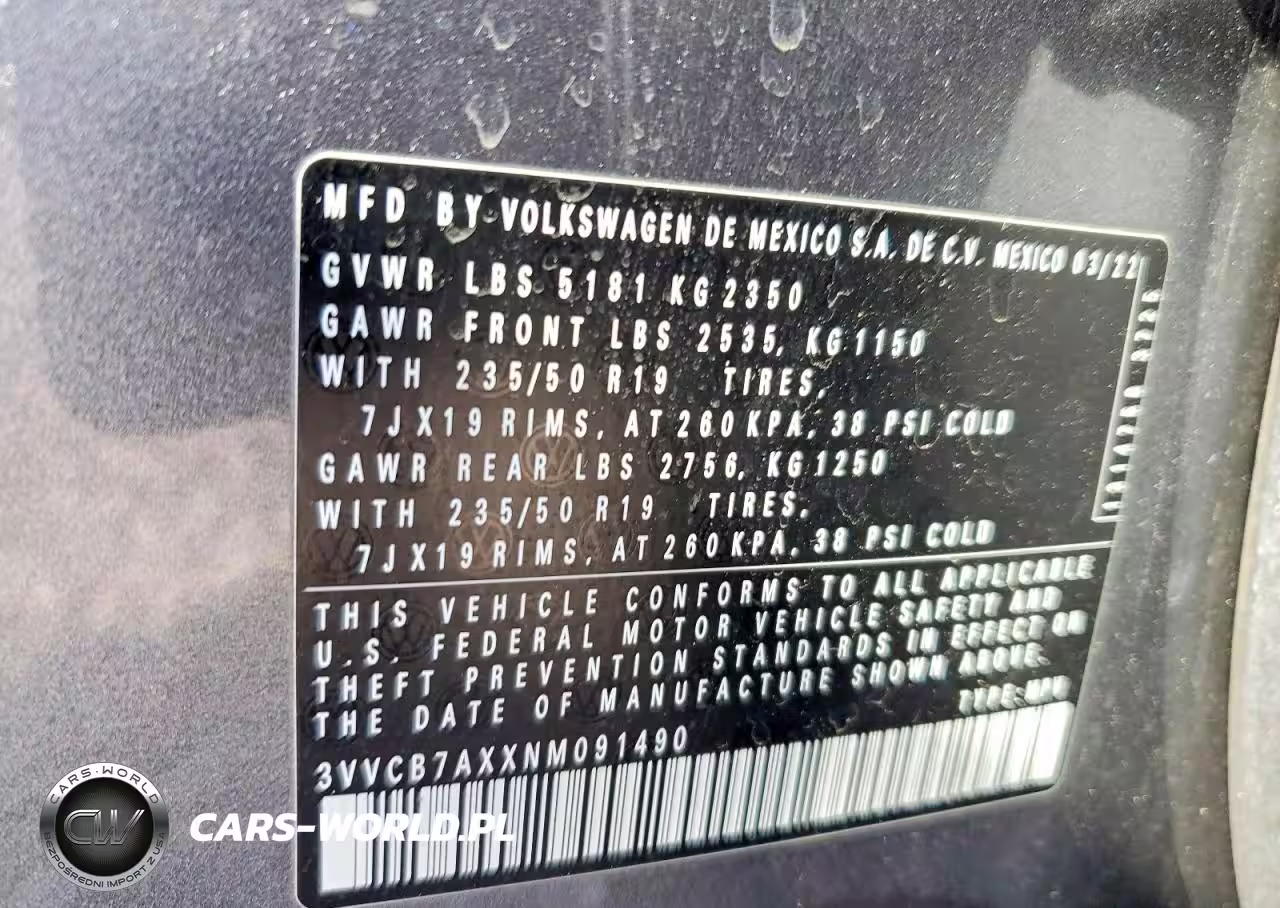 MFD BY VOLKSWAGEN DE MEXICO S.A. DE C.V. MEXICO 03/22
GVWR LBS 5181 KG 2350
GAWR FRONT LBS 2535, KG 1150
WITH 235/50 R19 TIRES,
7JX19 RIMS, AT 260 KPA, 38 PSI COLD
GAWR REAR LBS 2756, KG 1250
WITH 235/50 R19 TIRES,
7JX19 RIMS, AT 260 KPA, 38 PSI COLD
THIS VEHICLE CONFORMS TO ALL APPLICABLE
U.S. FEDERAL MOTOR VEHICLE SAFETY AND
THEFT PREVENTION STANDARDS IN EFFECT ON
THE DATE OF MANUFACTURE SHOWN ABOVE.
TYPE: MPV
3VVCB7AXXNM091490
CARS-WORLD
CW
BEZPOŚREDNI IMPORT Z USA
CARS-WORLD.PL